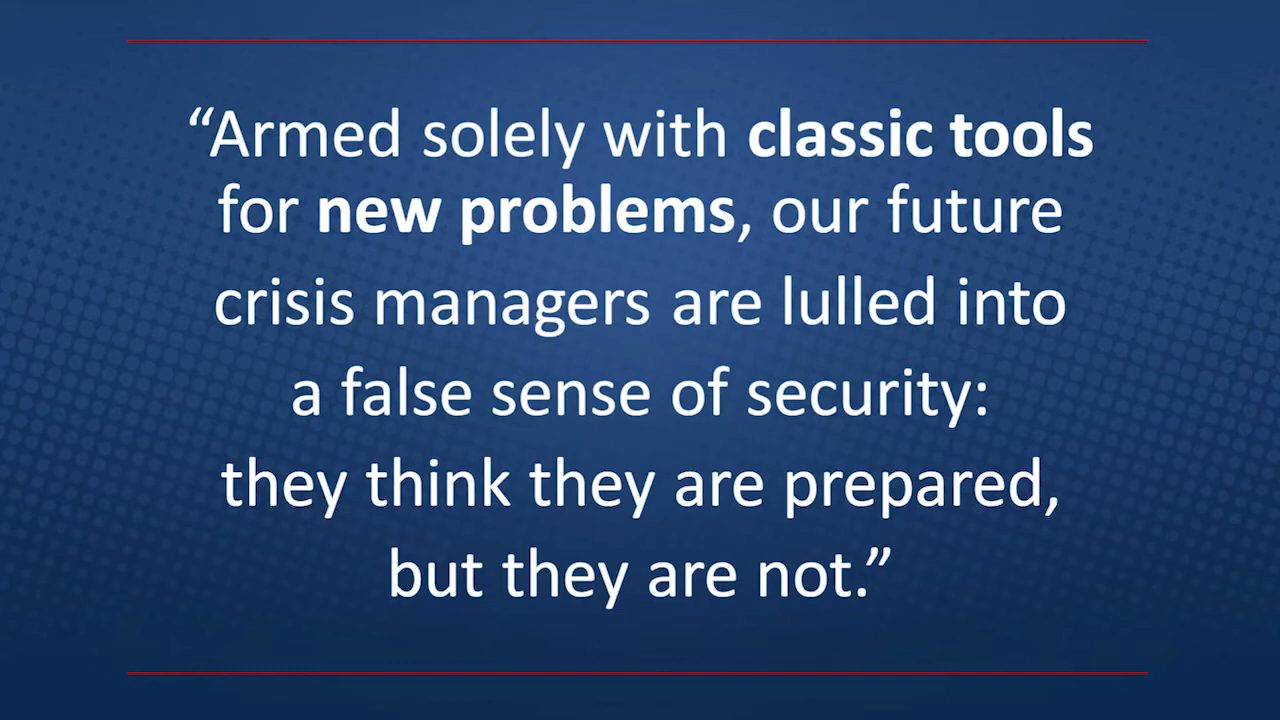 “Armed solely with classic tools
for new problems, our future
crisis managers are lulled into
a false sense of security:
they think they are prepared,
but they are not.”